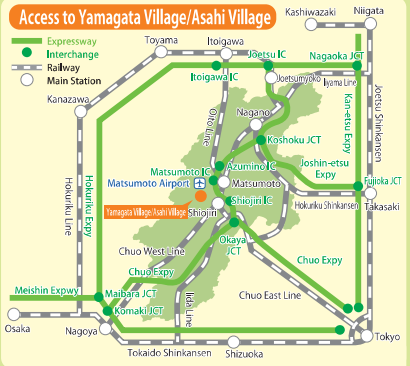 Access to Yamagata Village/Asahi Village
Expressway
Interchange
Railway
Main Station
Kashiwazaki
Niigata
Toyama
Itoigawa
Joetsu IC
Nagaoka JCT
Itoigawa IC
Joetsumyoko
Iiyama Line
Kanazawa
Oito Line
Nagano
Kan-etsu Expy
Joetsu Shinkansen
Koshoku JCT
Azumino IC
Joshin-etsu
Expy
Matsumoto IC
Matsumoto Airport
Matsumoto
Fujioka JCT
Shiojiri IC
Hokuriku Shinkansen
Takasaki
Yamagata Village/Asahi Village
Shiojiri
Hokuriku Line
Hokuriku Expy
Okaya
JCT
Chuo West Line
Chuo Expy
Chuo Expy
Meishin Expwy
Maibara JCT
Iida Line
Chuo East Line
Komaki JCT
Osaka
Nagoya
Tokyo
Tokaido Shinkansen
Shizuoka